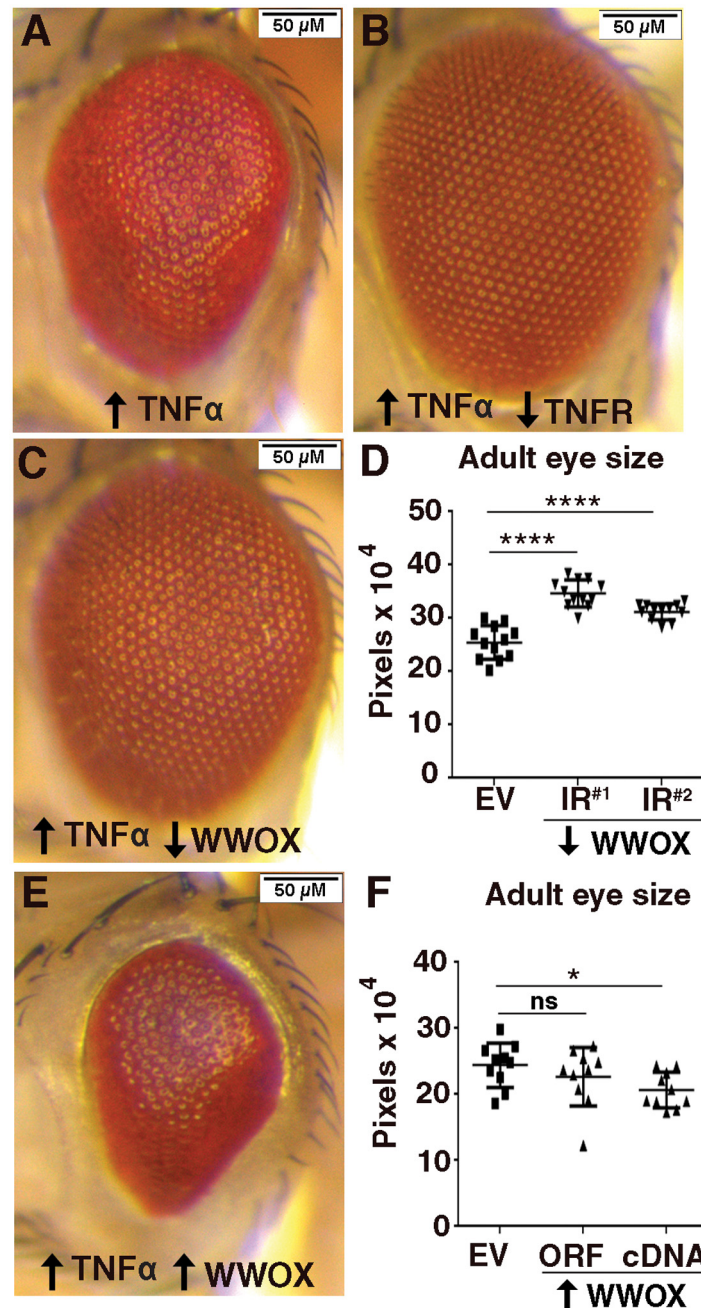 A
50 µM
↑ TNFα
B
50 µM
↑ TNFα ↓ TNFR
C
50 µM
↑ TNFα ↓ WWOX
D Adult eye size
****
****
Pixels x 10⁴
50
40
30
20
10
0
EV IR#1 IR#2
↓ WWOX
E
50 µM
↑ TNFα ↑ WWOX
F Adult eye size
*
ns
Pixels x 10⁴
40
30
20
10
0
EV ORF cDNA
↑ WWOX